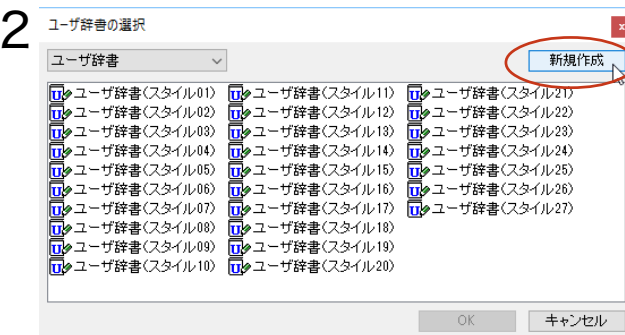 2
ユーザ辞書の選択
x
ユーザ辞書
新規作成
ユーザ辞書(スタイル01) ユーザ辞書(スタイル11) ユーザ辞書(スタイル21)
ユーザ辞書(スタイル02) ユーザ辞書(スタイル12) ユーザ辞書(スタイル22)
ユーザ辞書(スタイル03) ユーザ辞書(スタイル13) ユーザ辞書(スタイル23)
ユーザ辞書(スタイル04) ユーザ辞書(スタイル14) ユーザ辞書(スタイル24)
ユーザ辞書(スタイル05) ユーザ辞書(スタイル15) ユーザ辞書(スタイル25)
ユーザ辞書(スタイル06) ユーザ辞書(スタイル16) ユーザ辞書(スタイル26)
ユーザ辞書(スタイル07) ユーザ辞書(スタイル17) ユーザ辞書(スタイル27)
ユーザ辞書(スタイル08) ユーザ辞書(スタイル18)
ユーザ辞書(スタイル09) ユーザ辞書(スタイル19)
ユーザ辞書(スタイル10) ユーザ辞書(スタイル20)
OK キャンセル